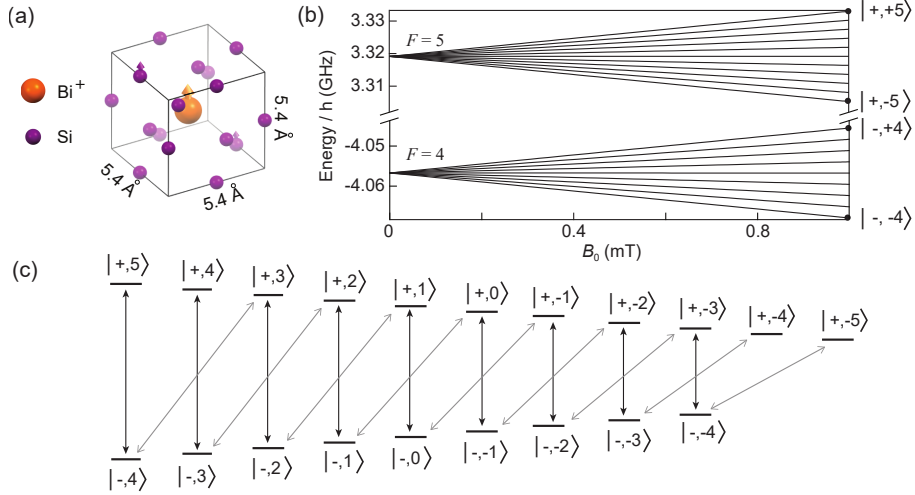 (a)
Bi+
Si
5.4 Å
5.4 Å
5.4 Å
(b)
Energy / h (GHz)
3.33
3.32
3.31
-4.05
-4.06
F = 5
F = 4
|+,+5⟩
|+,-5⟩
|-,+4⟩
|-, -4⟩
0
0.4
0.8
B0 (mT)
(c)
|+,5⟩ |+,4⟩ |+,3⟩ |+,2⟩ |+,1⟩ |+,0⟩ |+,-1⟩ |+,-2⟩ |+,-3⟩ |+,-4⟩ |+,-5⟩
|-,4⟩ |-,3⟩ |-,2⟩ |-,1⟩ |-,0⟩ |-,-1⟩ |-,-2⟩ |-,-3⟩ |-,-4⟩